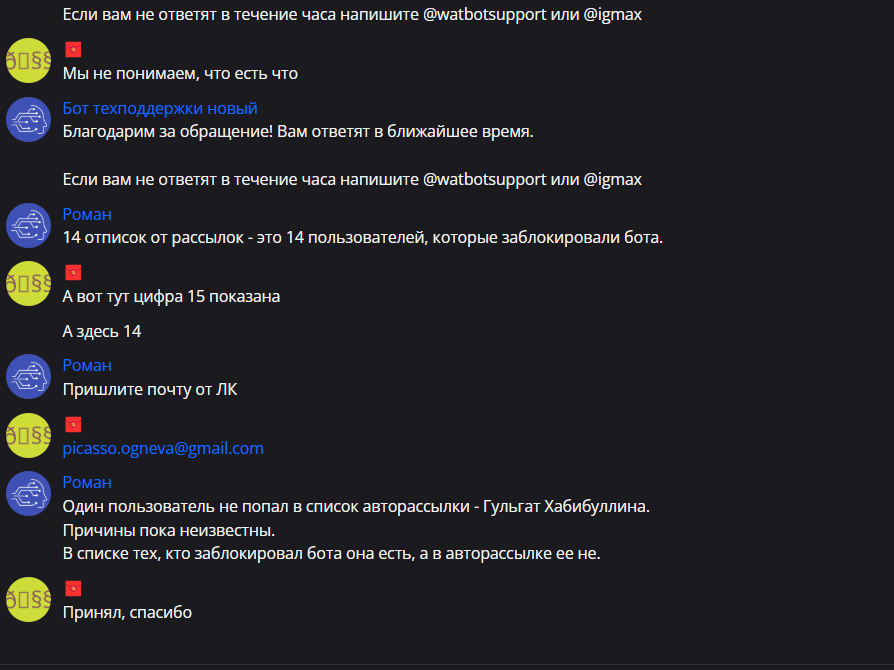 Если вам не ответят в течение часа напишите @watbotsupport или @igmax
Мы не понимаем, что есть что
Бот техподдержки новый
Благодарим за обращение! Вам ответят в ближайшее время.
Если вам не ответят в течение часа напишите @watbotsupport или @igmax
Роман
14 отписок от рассылок - это 14 пользователей, которые заблокировали бота.
А вот тут цифра 15 показана
А здесь 14
Роман
Пришлите почту от ЛК
picasso.ogneva@gmail.com
Роман
Один пользователь не попал в список авторассылки - Гульгат Хабибуллина.
Причины пока неизвестны.
В списке тех, кто заблокировал бота она есть, а в авторассылке ее не.
Принял, спасибо